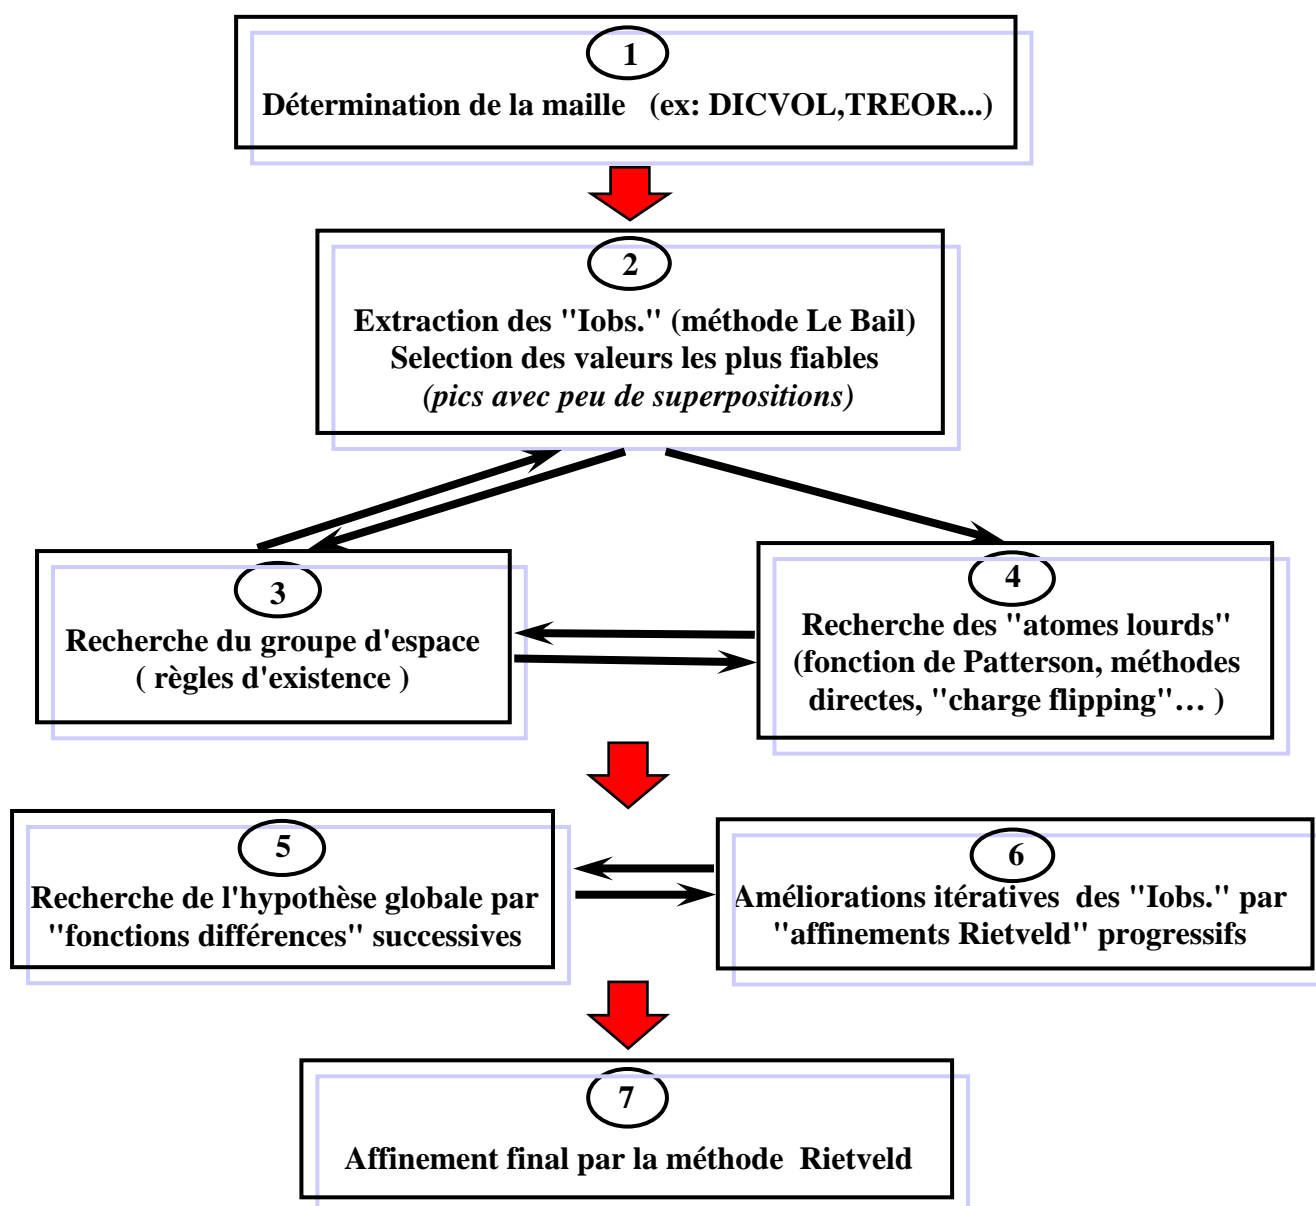 1
Détermination de la maille (ex: DICVOL,TREOR...)
2
Extraction des "Iobs." (méthode Le Bail)
Selection des valeurs les plus fiables
(pics avec peu de superpositions)
3
Recherche du groupe d'espace
( règles d'existence )
4
Recherche des "atomes lourds"
(fonction de Patterson, méthodes
directes, "charge flipping"… )
5
Recherche de l'hypothèse globale par
"fonctions différences" successives
6
Améliorations itératives des "Iobs." par
"affinements Rietveld" progressifs
7
Affinement final par la méthode Rietveld